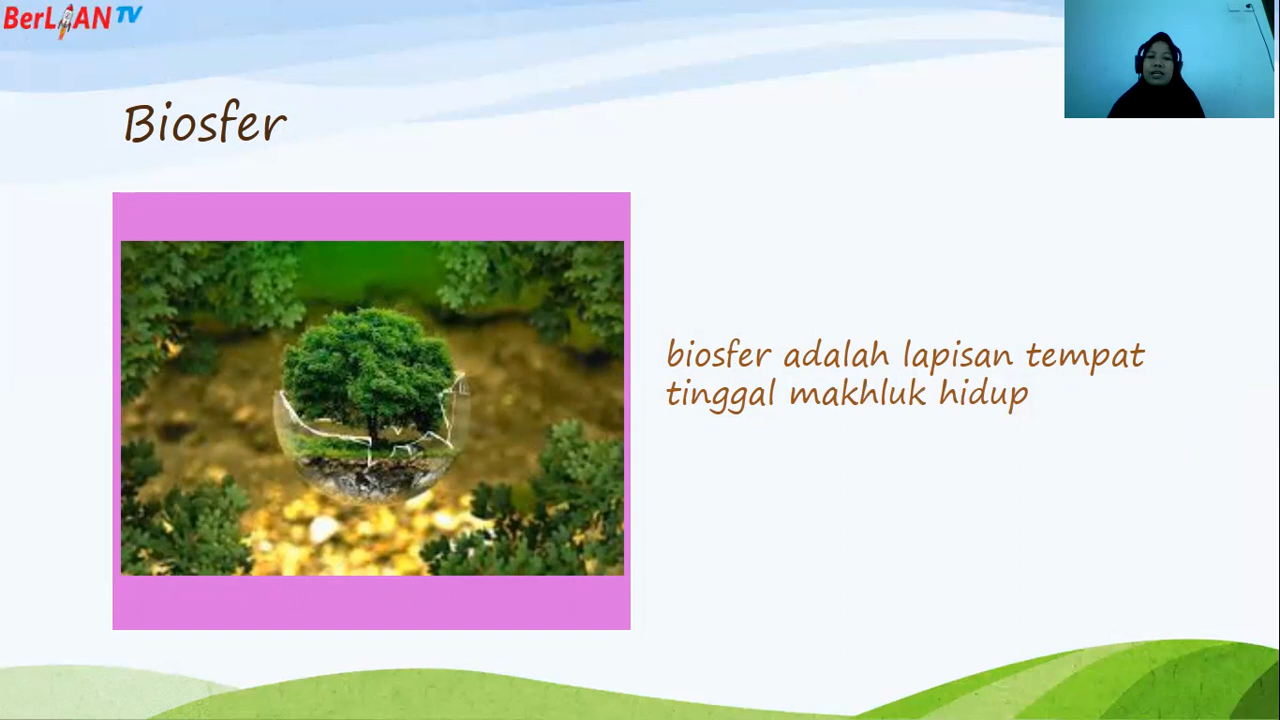 BerLIAN TV
Biosfer
biosfer adalah lapisan tempat
tinggal makhluk hidup